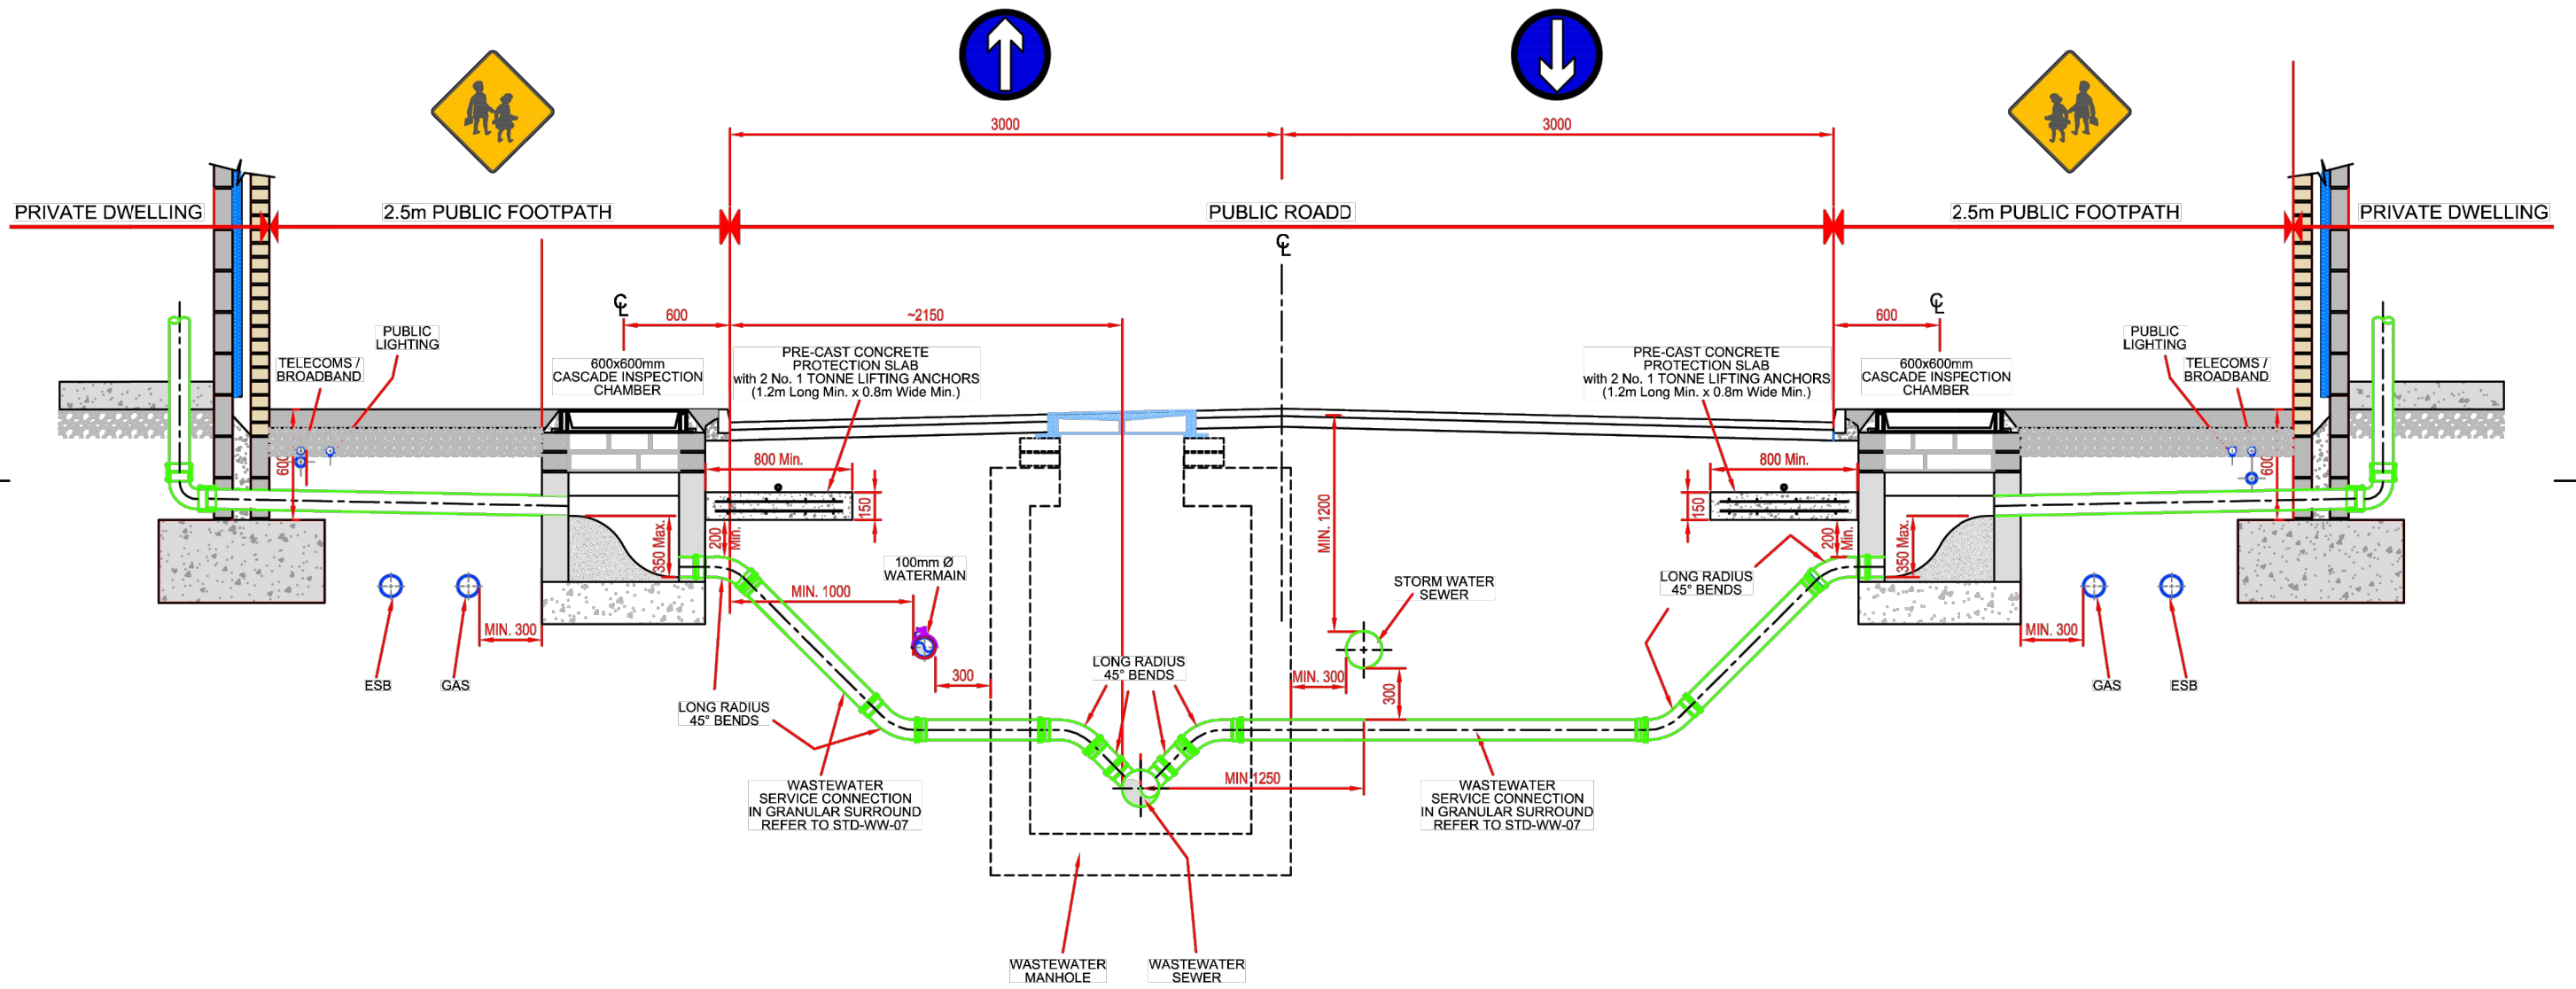 3000
3000
PRIVATE DWELLING
2.5m PUBLIC FOOTPATH
PUBLIC ROADD
2.5m PUBLIC FOOTPATH
PRIVATE DWELLING
℄
℄
℄
600
~2150
600
PUBLIC
LIGHTING
TELECOMS /
BROADBAND
600x600mm
CASCADE INSPECTION
CHAMBER
PRE-CAST CONCRETE
PROTECTION SLAB
with 2 No. 1 TONNE LIFTING ANCHORS
(1.2m Long Min. x 0.8m Wide Min.)
PRE-CAST CONCRETE
PROTECTION SLAB
with 2 No. 1 TONNE LIFTING ANCHORS
(1.2m Long Min. x 0.8m Wide Min.)
600x600mm
CASCADE INSPECTION
CHAMBER
PUBLIC
LIGHTING
TELECOMS /
BROADBAND
600
800 Min.
150
200
Min.
350 Max.
MIN. 1200
800 Min.
150
200
Min.
350 Max.
600
100mm Ø
WATERMAIN
MIN. 1000
STORM WATER
SEWER
LONG RADIUS
45° BENDS
MIN. 300
ESB
GAS
300
LONG RADIUS
45° BENDS
MIN. 300
300
MIN. 300
GAS
ESB
LONG RADIUS
45° BENDS
MIN 1250
WASTEWATER
SERVICE CONNECTION
IN GRANULAR SURROUND
REFER TO STD-WW-07
WASTEWATER
SERVICE CONNECTION
IN GRANULAR SURROUND
REFER TO STD-WW-07
WASTEWATER
MANHOLE
WASTEWATER
SEWER